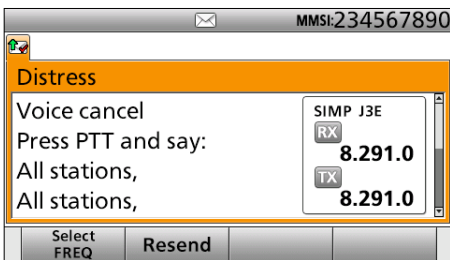 MMSI:234567890
Distress
Voice cancel
Press PTT and say:
All stations,
All stations,
SIMP J3E
RX
8.291.0
TX
8.291.0
Select
FREQ
Resend